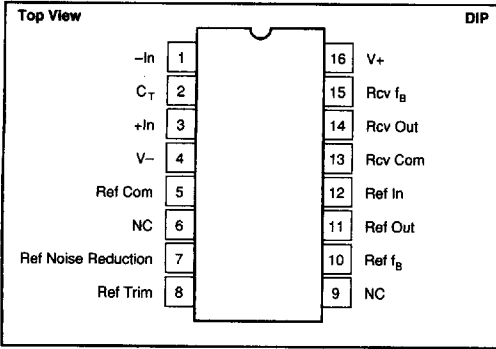 Top View DIP
–In 1 16 V+
C_T 2 15 Rcv f_B
+In 3 14 Rcv Out
V– 4 13 Rcv Com
Ref Com 5 12 Ref In
NC 6 11 Ref Out
Ref Noise Reduction 7 10 Ref f_B
Ref Trim 8 9 NC